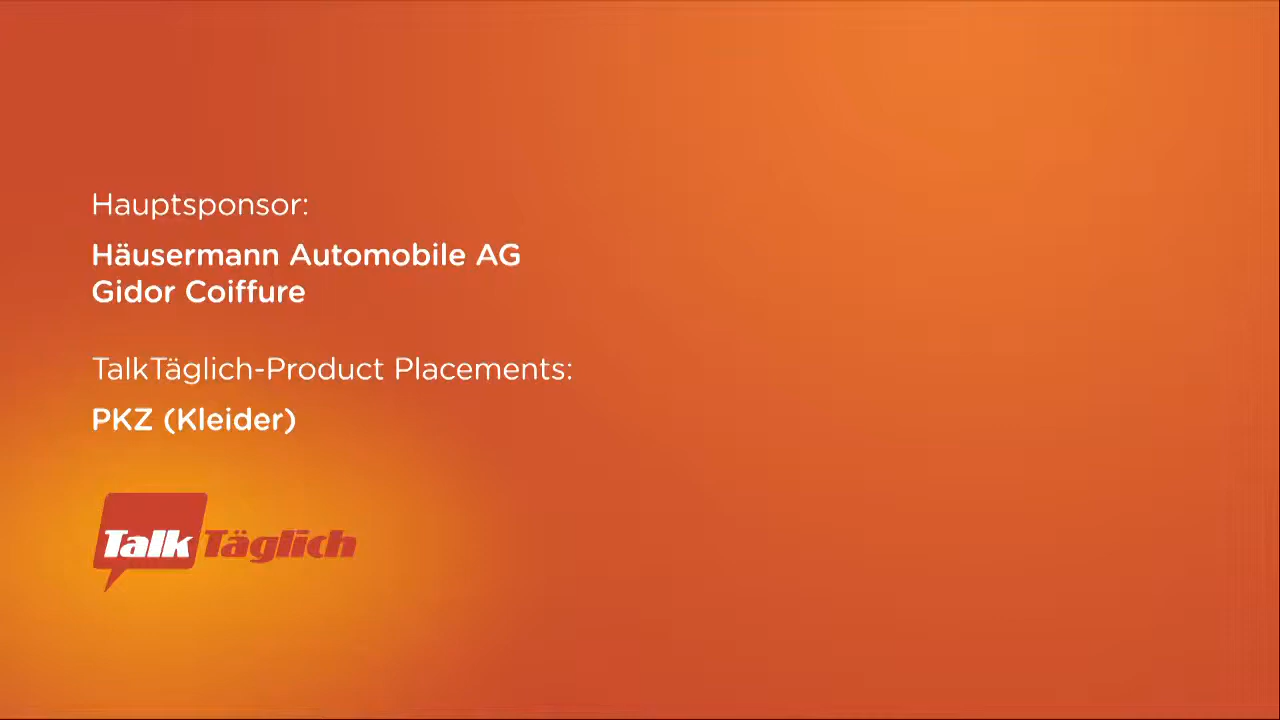 Hauptsponsor:
Häusermann Automobile AG
Gidor Coiffure
TalkTäglich-Product Placements:
PKZ (Kleider)
Talk Täglich